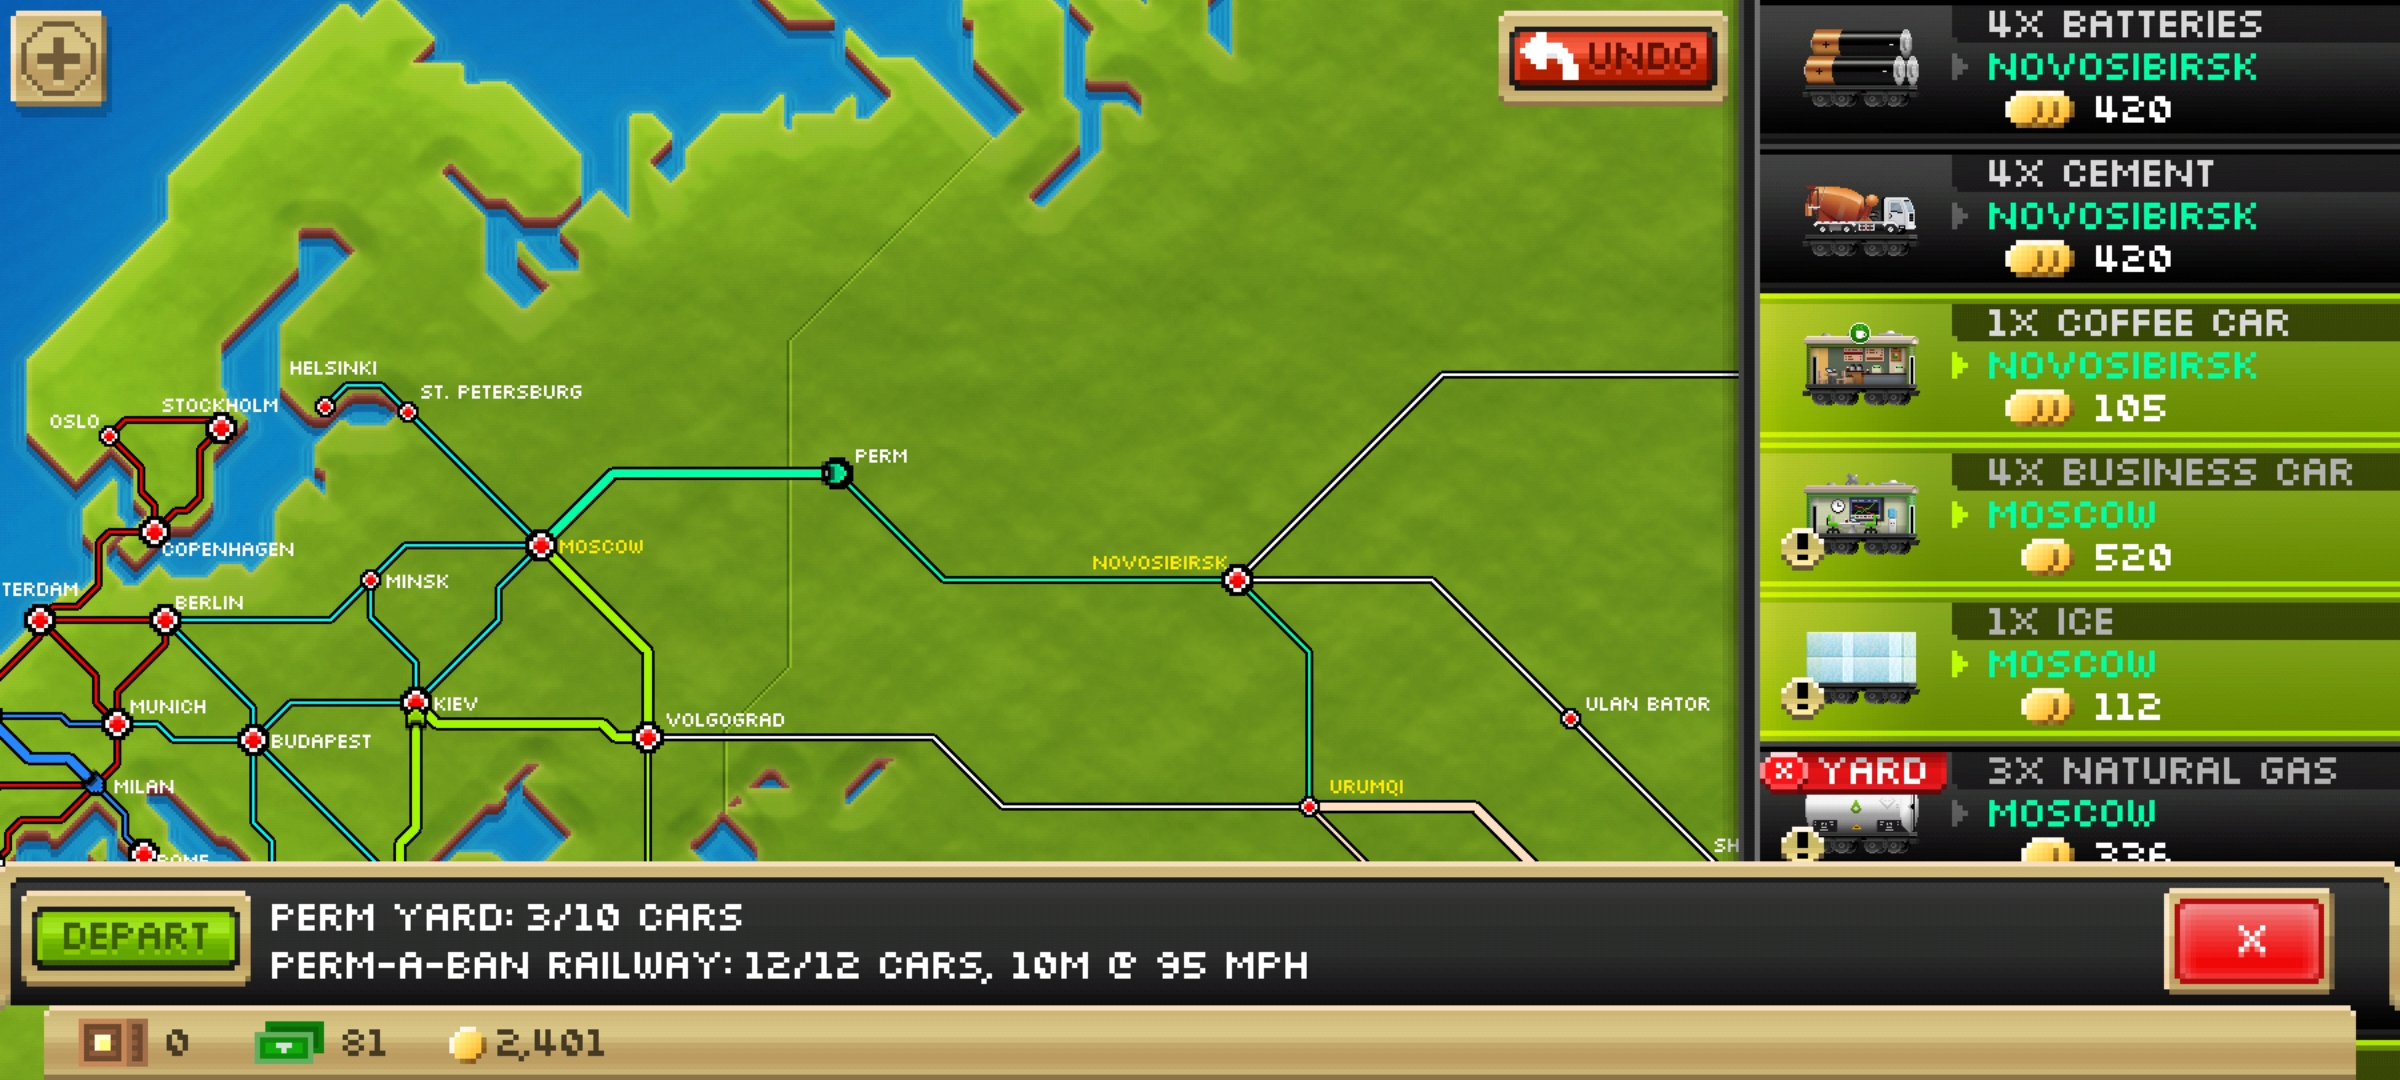 UNDO
HELSINKI
ST. PETERSBURG
STOCKHOLM
OSLO
PERM
COPENHAGEN
MOSCOW
NOVOSIBIRSK
MINSK
TERDAM
BERLIN
MUNICH
KIEV
ULAN BATOR
BUDAPEST
VOLGOGRAD
MILAN
URUMQI
SH
ROME
4X BATTERIES
NOVOSIBIRSK
420
4X CEMENT
NOVOSIBIRSK
420
1X COFFEE CAR
NOVOSIBIRSK
105
4X BUSINESS CAR
MOSCOW
520
1X ICE
MOSCOW
112
YARD
3X NATURAL GAS
MOSCOW
336
DEPART
PERM YARD: 3/10 CARS
PERM-A-BAN RAILWAY: 12/12 CARS, 10M @ 95 MPH
X
0
81
2,401